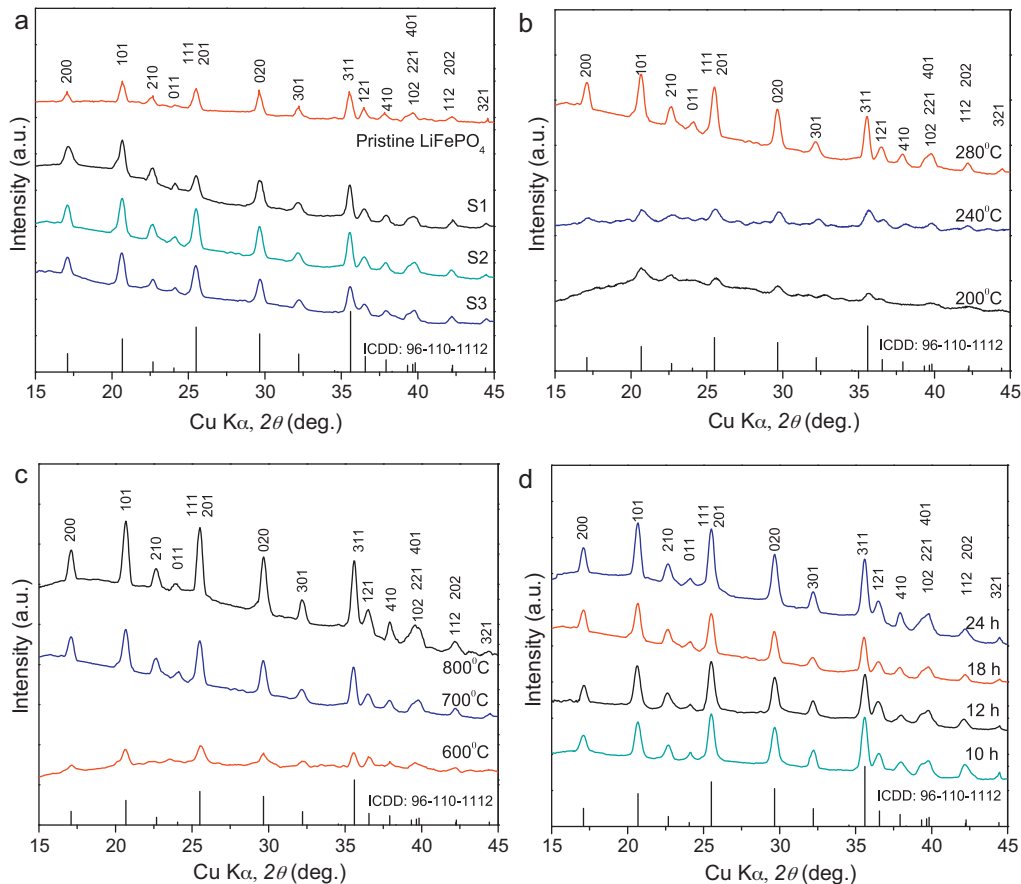 a
200
101
210
011
111
201
020
301
311
121
410
401
221
102
202
112
321
Pristine LiFePO4
S1
S2
S3
ICDD: 96-110-1112
Intensity (a.u.)
15 20 25 30 35 40 45
Cu Kα, 2θ (deg.)
b
200
101
210
011
111
201
020
301
311
121
410
401
221
102
202
112
321
280⁰C
240⁰C
200⁰C
ICDD: 96-110-1112
Intensity (a.u.)
15 20 25 30 35 40 45
Cu Kα, 2θ (deg.)
c
200
101
210
011
111
201
020
301
311
121
410
401
221
102
202
112
321
800⁰C
700⁰C
600⁰C
ICDD: 96-110-1112
Intensity (a.u.)
15 20 25 30 35 40 45
Cu Kα, 2θ (deg.)
d
200
101
210
011
111
201
020
301
311
121
410
401
221
102
202
112
321
24 h
18 h
12 h
10 h
ICDD: 96-110-1112
Intensity (a.u.)
15 20 25 30 35 40 45
Cu Kα, 2θ (deg.)